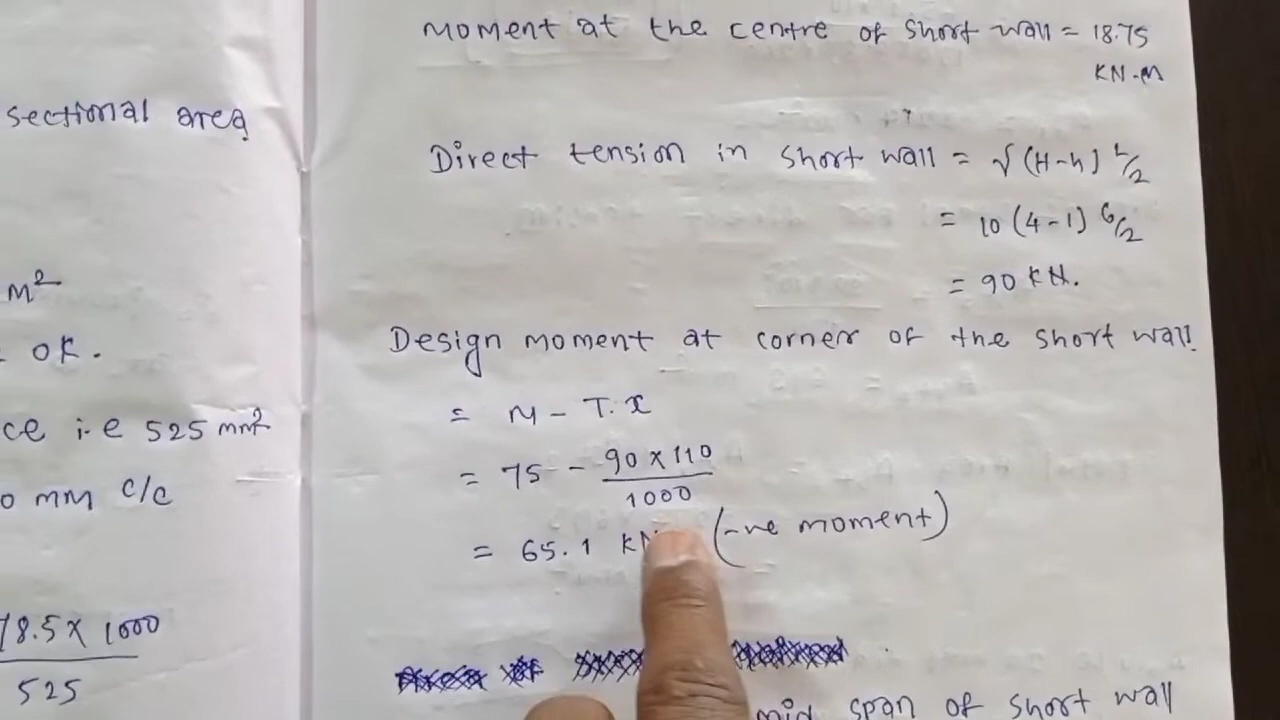 sectional area
m²
OK.
ce i.e 525 mm²
0 mm c/c
78.5 x 1000
525
Moment at the centre of short wall = 18.75
KN-M
Direct tension in short wall = √ (H-h) L/2
= 10 (4-1) 6/2
= 90 KN.
Design moment at corner of the short wall
= M - T.x
= 75 - 90 x 110
1000
= 65.1 KN (-ve moment)
mid span of short wall